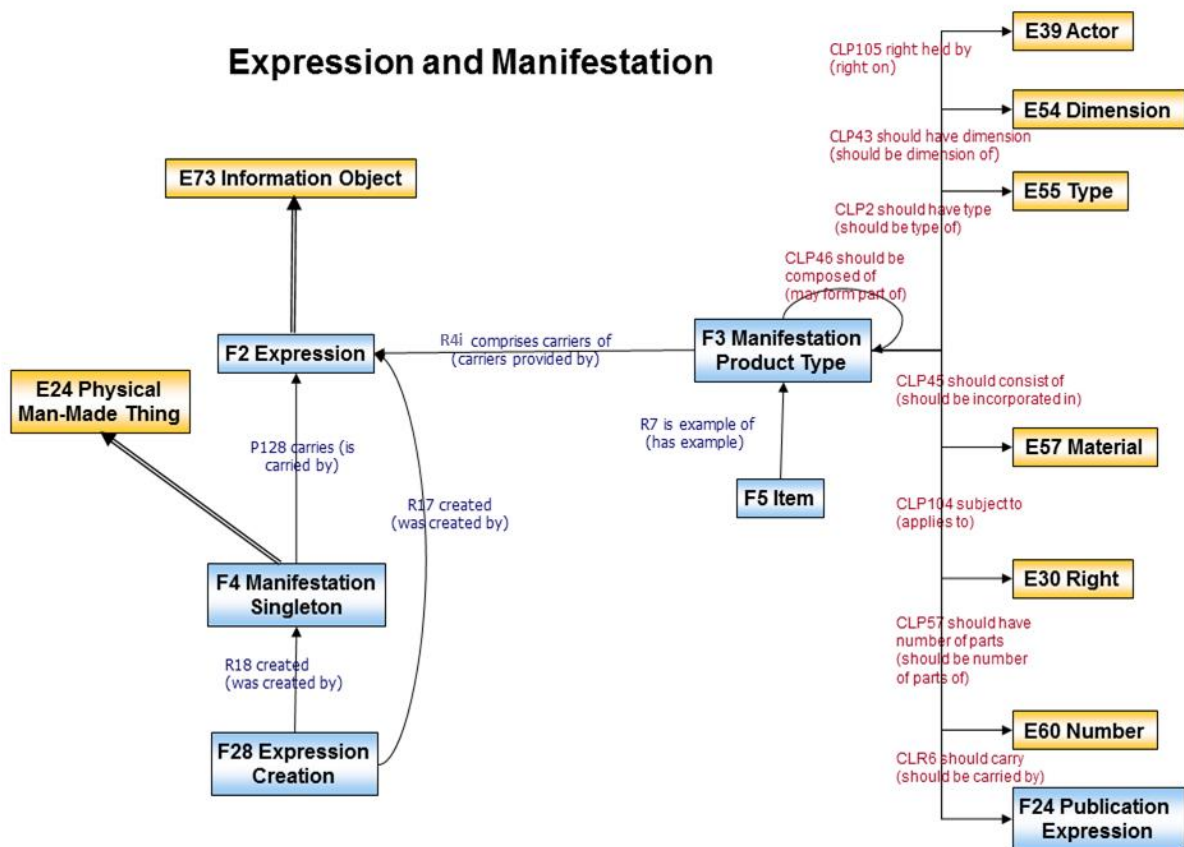 Expression and Manifestation
E39 Actor
CLP105 right held by
(right on)
E54 Dimension
CLP43 should have dimension
(should be dimension of)
E73 Information Object
E55 Type
CLP2 should have type
(should be type of)
CLP46 should be
composed of
(may form part of)
F2 Expression
R4i comprises carriers of
(carriers provided by)
F3 Manifestation
Product Type
E24 Physical
Man-Made Thing
CLP45 should consist of
(should be incorporated in)
R7 is example of
(has example)
P128 carries (is
carried by)
E57 Material
F5 Item
R17 created
(was created by)
CLP104 subject to
(applies to)
F4 Manifestation
Singleton
E30 Right
CLP57 should have
number of parts
(should be number
of parts of)
R18 created
(was created by)
F28 Expression
Creation
E60 Number
CLR6 should carry
(should be carried by)
F24 Publication
Expression